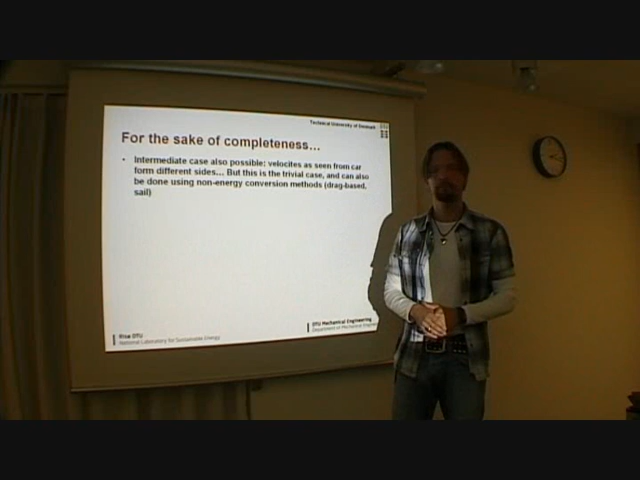 Technical University of Denmark
For the sake of completeness...
• Intermediate case also possible: velocites as seen from car
form different sides... But this is the trivial case, and can also
be done using non-energy conversion methods (drag-based,
sail)
Risø DTU
National Laboratory for Sustainable Energy
DTU Mechanical Engineering
Department of Mechanical